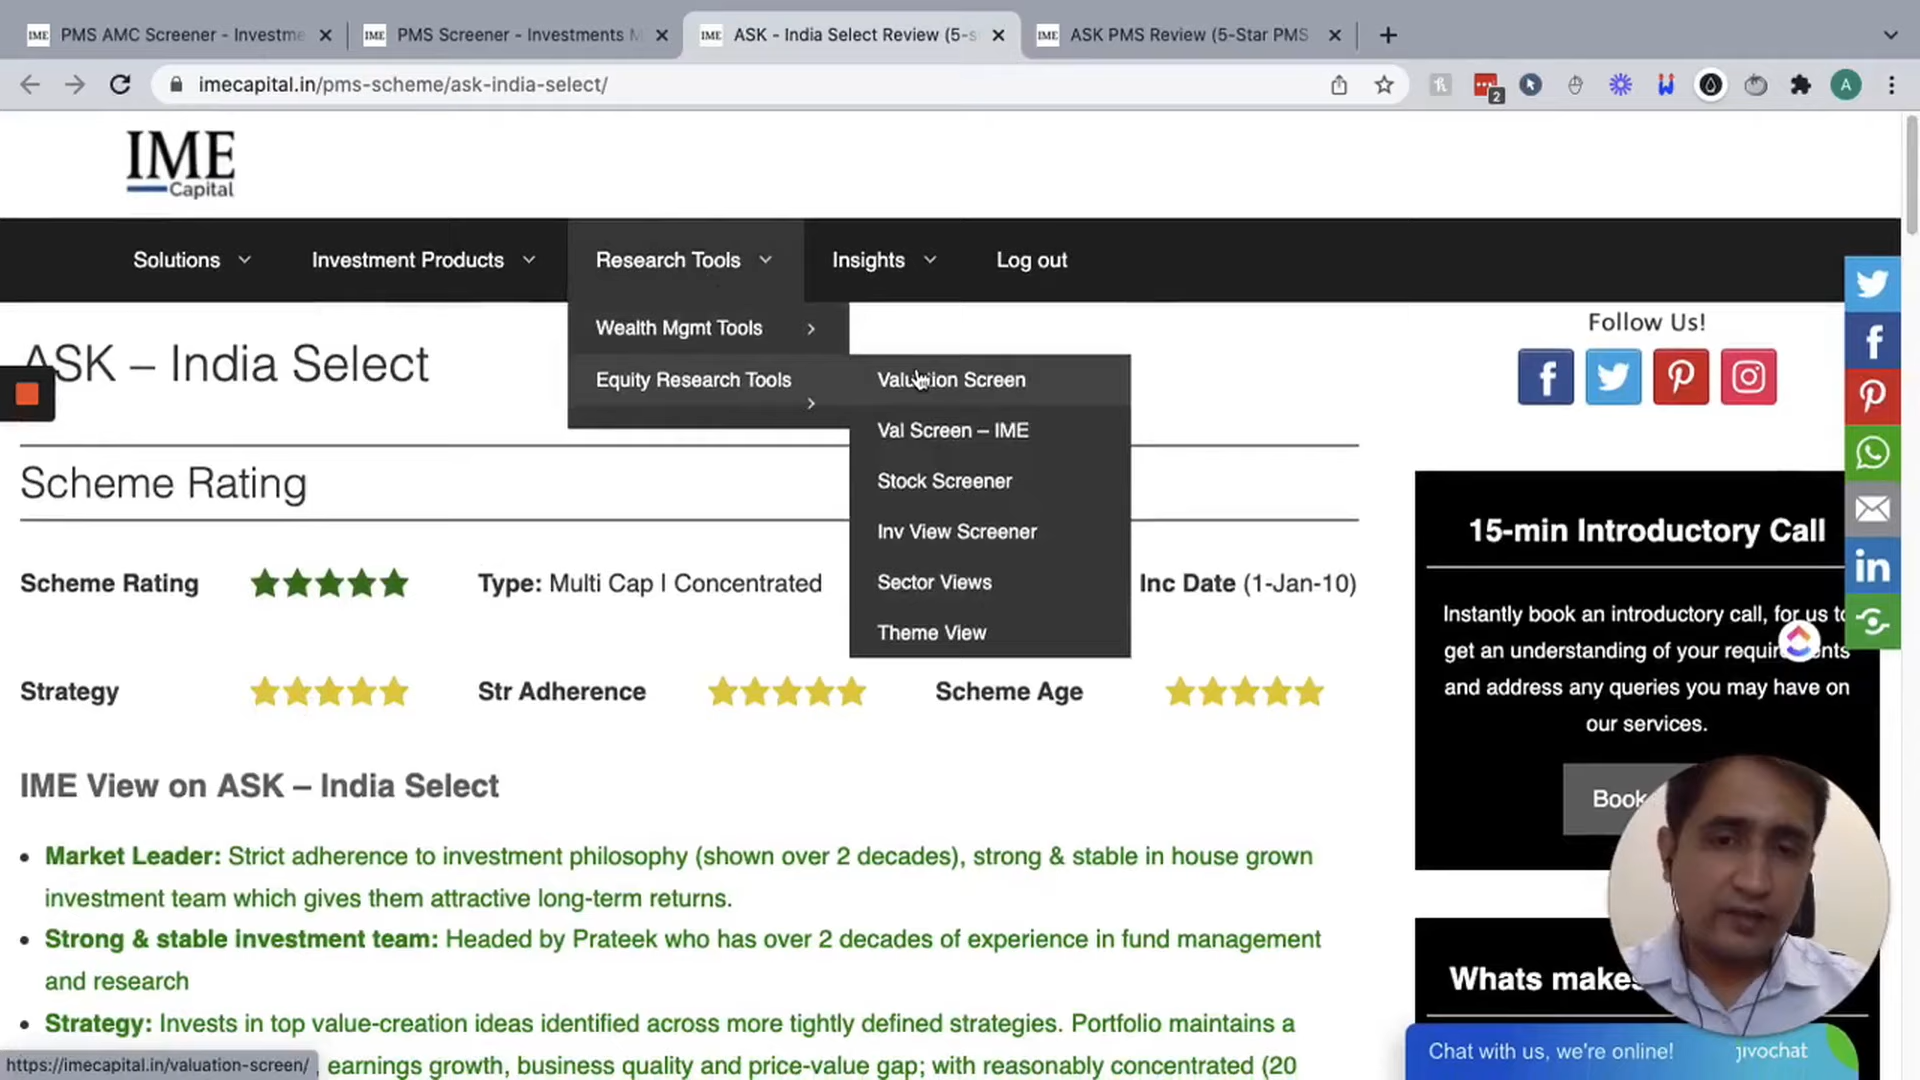 IME PMS AMC Screener - Investme
IME PMS Screener - Investments M
IME ASK - India Select Review (5-s
IME ASK PMS Review (5-Star PMS
imecapital.in/pms-scheme/ask-india-select/
2
A
IME
Capital
Solutions
Investment Products
Research Tools
Insights
Log out
Wealth Mgmt Tools
Equity Research Tools
Valuation Screen
Val Screen – IME
Stock Screener
Inv View Screener
Sector Views
Theme View
Follow Us!
ASK – India Select
Scheme Rating
Scheme Rating
Type: Multi Cap I Concentrated
Inc Date (1-Jan-10)
Strategy
Str Adherence
Scheme Age
IME View on ASK – India Select
Market Leader: Strict adherence to investment philosophy (shown over 2 decades), strong & stable in house grown
investment team which gives them attractive long-term returns.
Strong & stable investment team: Headed by Prateek who has over 2 decades of experience in fund management
and research
Strategy: Invests in top value-creation ideas identified across more tightly defined strategies. Portfolio maintains a
earnings growth, business quality and price-value gap; with reasonably concentrated (20
https://imecapital.in/valuation-screen/
15-min Introductory Call
Instantly book an introductory call, for us to
get an understanding of your requirements
and address any queries you may have on
our services.
Book
Whats makes
Chat with us, we're online!
jivochat